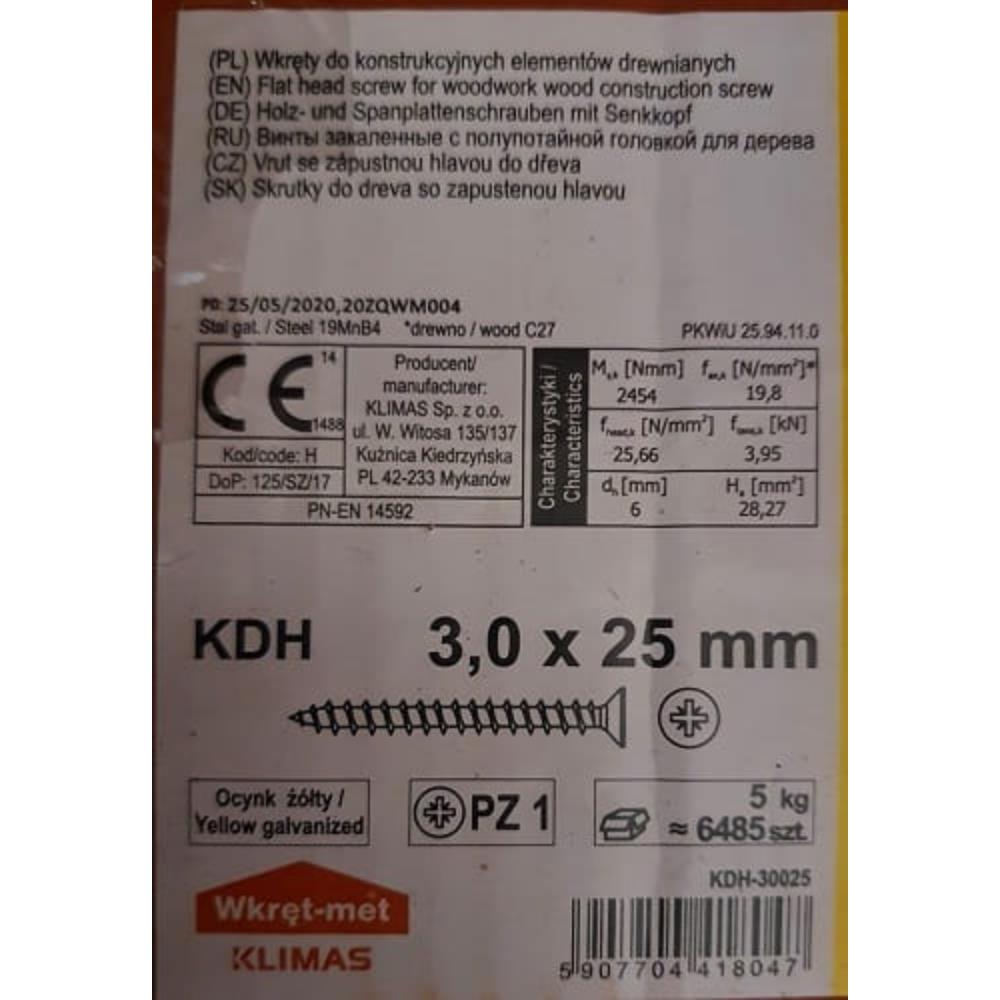 (PL) Wkręty do konstrukcyjnych elementów drewnianych
(EN) Flat head screw for woodwork wood construction screw
(DE) Holz- und Spanplattenschrauben mit Senkkopf
(RU) Винты закаленные с полупотайной головкой для дерева
(CZ) Vrut se zápustnou hlavou do dřeva
(SK) Skrutky do dreva so zapustenou hlavou
PD: 25/05/2020,20ZQWM004
Stal gat. / Steel 19MnB4 *drewno / wood C27 PKWiU 25.94.11.0
CE 14
1488
Kod/code: H
DoP: 125/SZ/17
Producent/
manufacturer:
KLIMAS Sp. z o.o.
ul. W. Witosa 135/137
Kuźnica Kiedrzyńska
PL 42-233 Mykanów
PN-EN 14592
Charakterystyki /
Characteristics
[Nmm] [N/mm²]*
2454 19,8
[N/mm²] [kN]
25,66 3,95
dₕ [mm] [mm²]
6 28,27
KDH 3,0 x 25 mm
Ocynk żółty /
Yellow galvanized
PZ 1
5 kg
≈ 6485 szt.
KDH-30025
Wkręt-met
KLIMAS
5 907704 418047